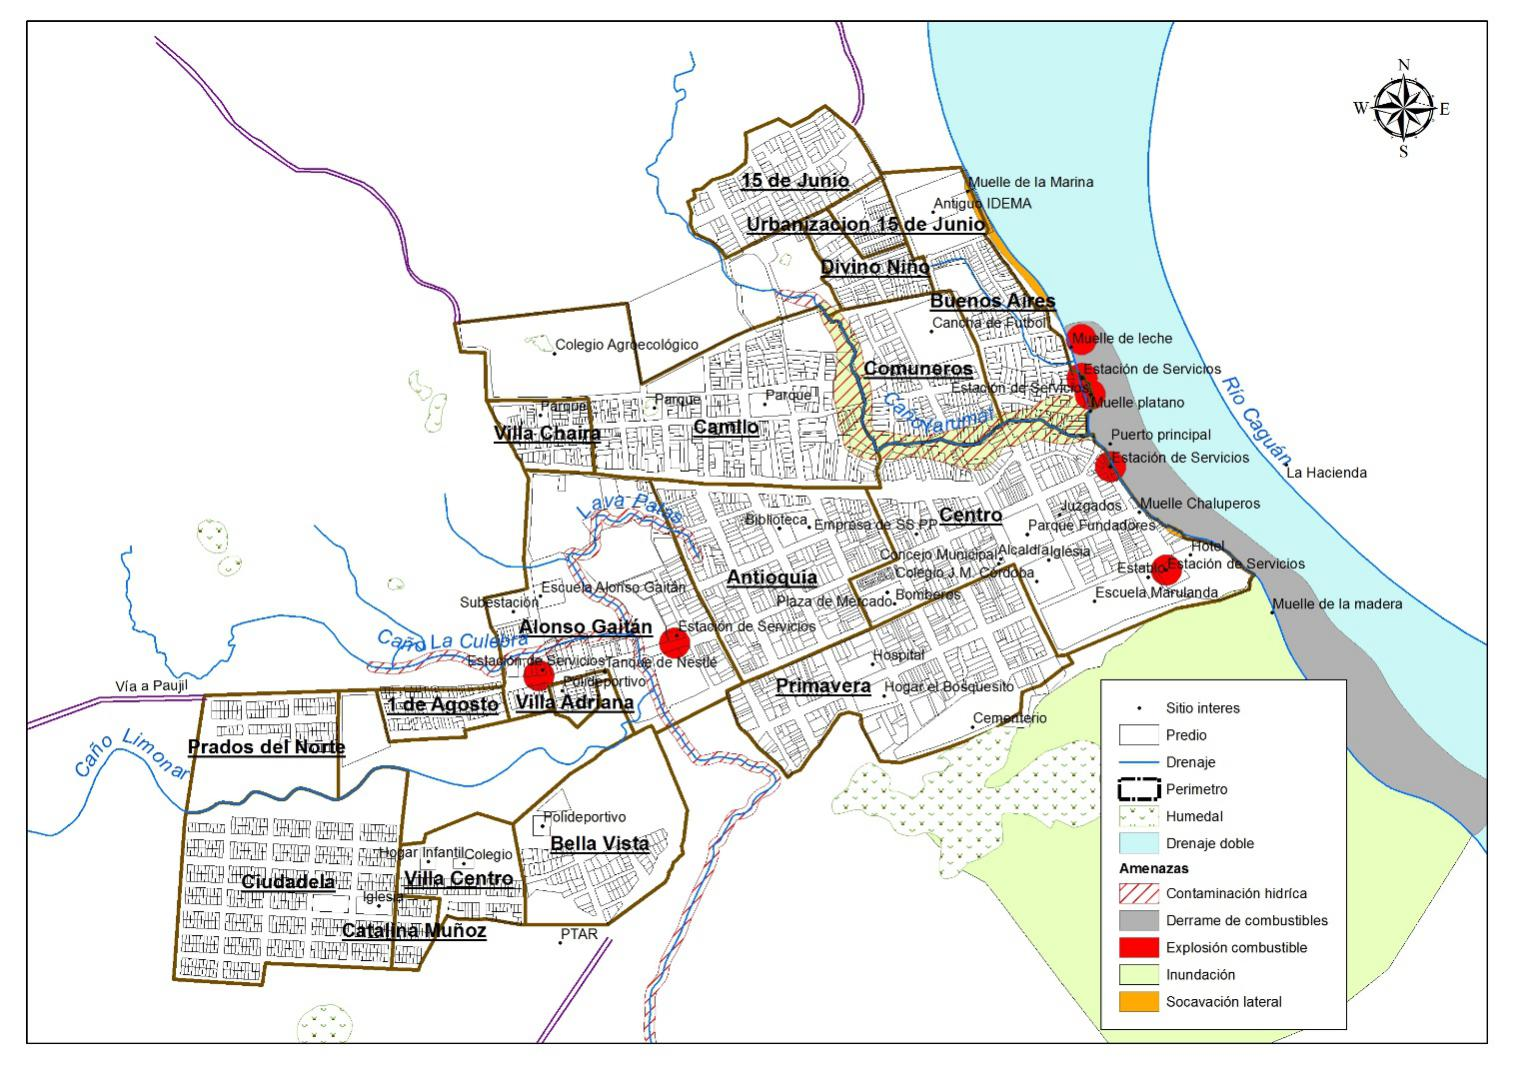 N
W
E
S
15 de Junio
Muelle de la Marina
Antiguo IDEMA
Urbanizacion 15 de Junio
Divino Niño
Buenos Aires
Cancha de Futbol
Muelle de leche
Colegio Agroecológico
Comuneros
Estación de Servicios
Estación de Servicios
Muelle platano
Río Caguán
Parque
Parque
Parque
Caño Yarumal
Camilo
Villa Chaira
Puerto principal
Estación de Servicios
La Hacienda
Lava Patas
Biblioteca
Empresa de SS.PP
Centro
Juzgados
Muelle Chaluperos
Parque Fundadores
Hotel
Concejo Municipal
Alcaldía
Iglesia
Establo
Estación de Servicios
Colegio J.M. Córdoba
Antioquia
Escuela Alonso Gaitán
Plaza de Mercado
Bomberos
Escuela Marulanda
Muelle de la madera
Subestación
Alonso Gaitán
Estación de Servicios
Caño La Culebra
Estación de Servicios
Tanque de Nestlé
Hospital
Polideportivo
Vía a Paujil
Primavera
Hogar el Bosquesito
1 de Agosto
Villa Adriana
Cementerio
Prados del Norte
Caño Limonar
Polideportivo
Bella Vista
Hogar Infantil
Colegio
Ciudadela
Villa Centro
Iglesia
Catalina Muñoz
PTAR
Sitio interes
Predio
Drenaje
Perimetro
Humedal
Drenaje doble
Amenazas
Contaminación hidríca
Derrame de combustibles
Explosión combustible
Inundación
Socavación lateral